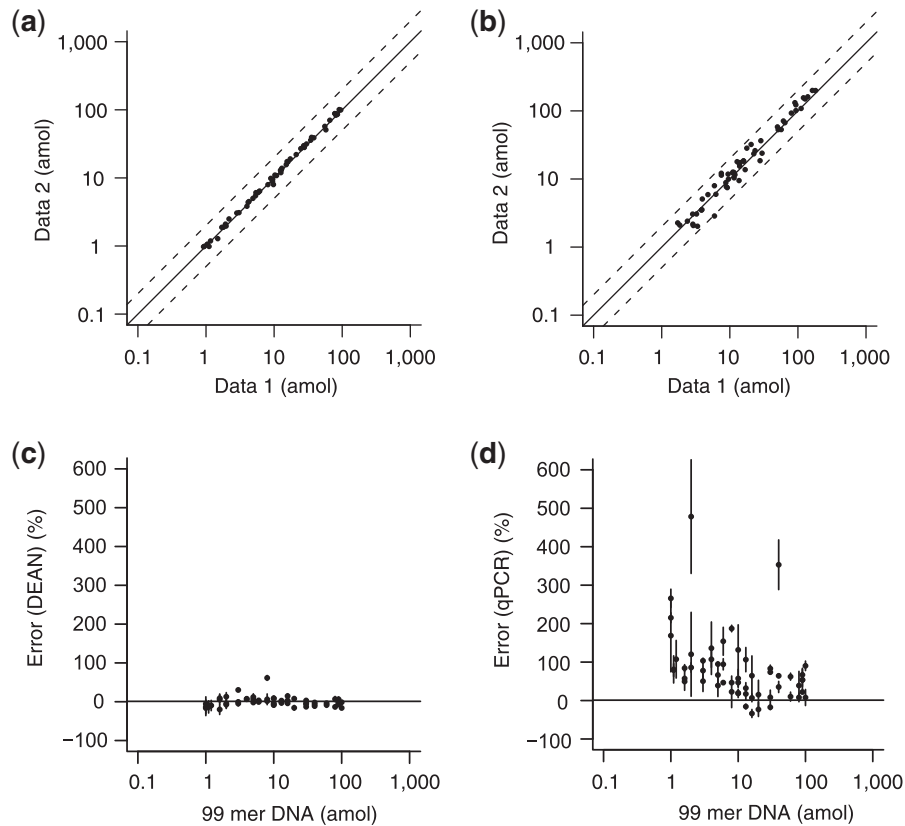 (a)
1,000
100
10
1
0.1
Data 2 (amol)
0.1 1 10 100 1,000
Data 1 (amol)
(b)
1,000
100
10
1
0.1
Data 2 (amol)
0.1 1 10 100 1,000
Data 1 (amol)
(c)
600
500
400
300
200
100
0
−100
Error (DEAN) (%)
0.1 1 10 100 1,000
99 mer DNA (amol)
(d)
600
500
400
300
200
100
0
−100
Error (qPCR) (%)
0.1 1 10 100 1,000
99 mer DNA (amol)